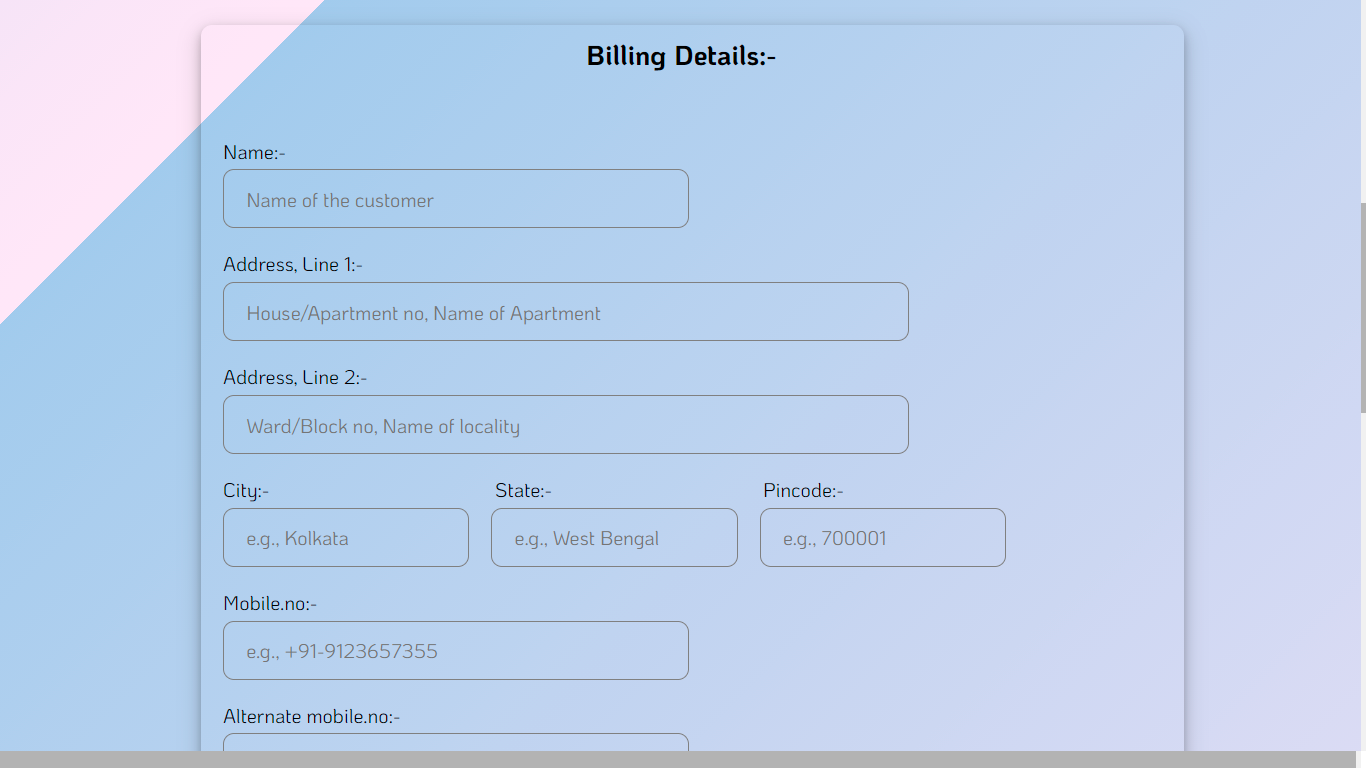 Billing Details:-
Name:-
Name of the customer
Address, Line 1:-
House/Apartment no, Name of Apartment
Address, Line 2:-
Ward/Block no, Name of locality
City:- State:- Pincode:-
e.g., Kolkata e.g., West Bengal e.g., 700001
Mobile.no:-
e.g., +91-9123657355
Alternate mobile.no:-